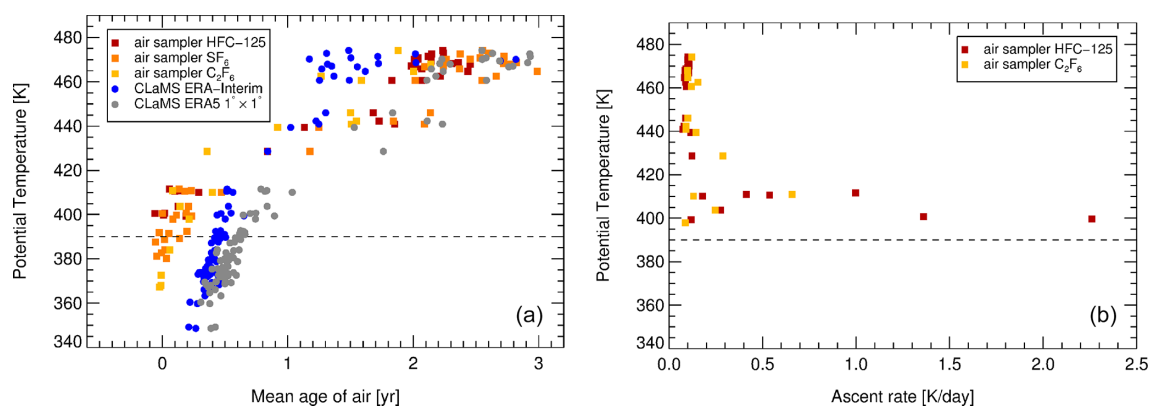 480
460
440
420
400
380
360
340
Potential Temperature [K]
air sampler HFC−125
air sampler SF6
air sampler C2F6
CLaMS ERA−Interim
CLaMS ERA5 1°×1°
(a)
0 1 2 3
Mean age of air [yr]
480
460
440
420
400
380
360
340
Potential Temperature [K]
air sampler HFC−125
air sampler C2F6
(b)
0.0 0.5 1.0 1.5 2.0 2.5
Ascent rate [K/day]